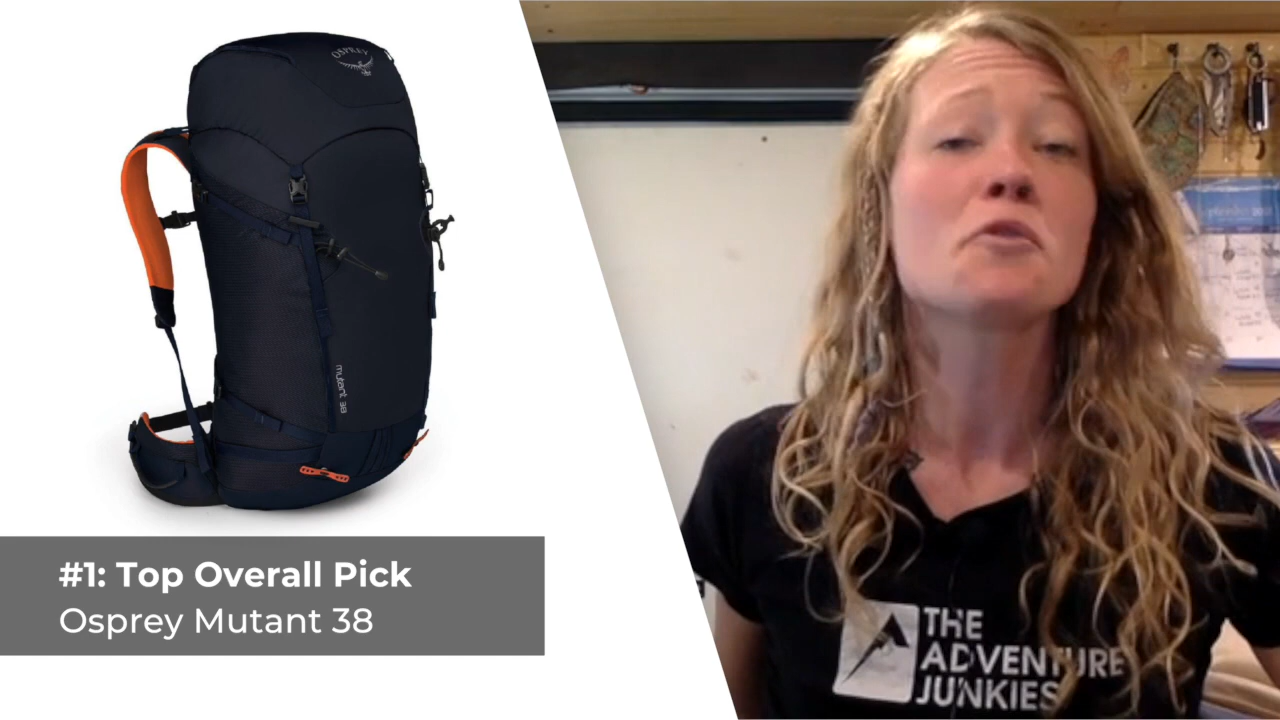 OSPREY
mutant 38
#1: Top Overall Pick
Osprey Mutant 38
THE
ADVENTURE
JUNKIES